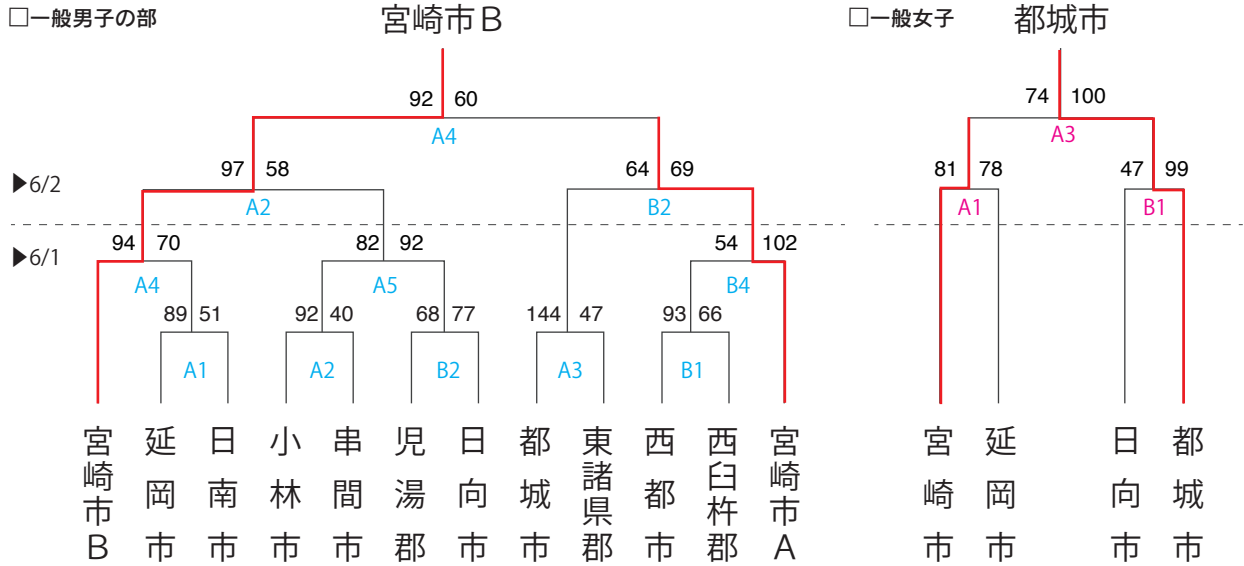 □一般男子の部
宮崎市B
□一般女子
都城市
92 60
A4
74 100
A3
▶6/2
97 58
A2
64 69
B2
81 78
A1
47 99
B1
▶6/1
94 70
A4
82 92
A5
54 102
B4
89 51
A1
92 40
A2
68 77
B2
144 47
A3
93 66
B1
宮崎市B
延岡市
日南市
小林市
串間市
児湯郡
日向市
都城市
東諸県郡
西都市
西臼杵郡
宮崎市A
宮崎市
延岡市
日向市
都城市